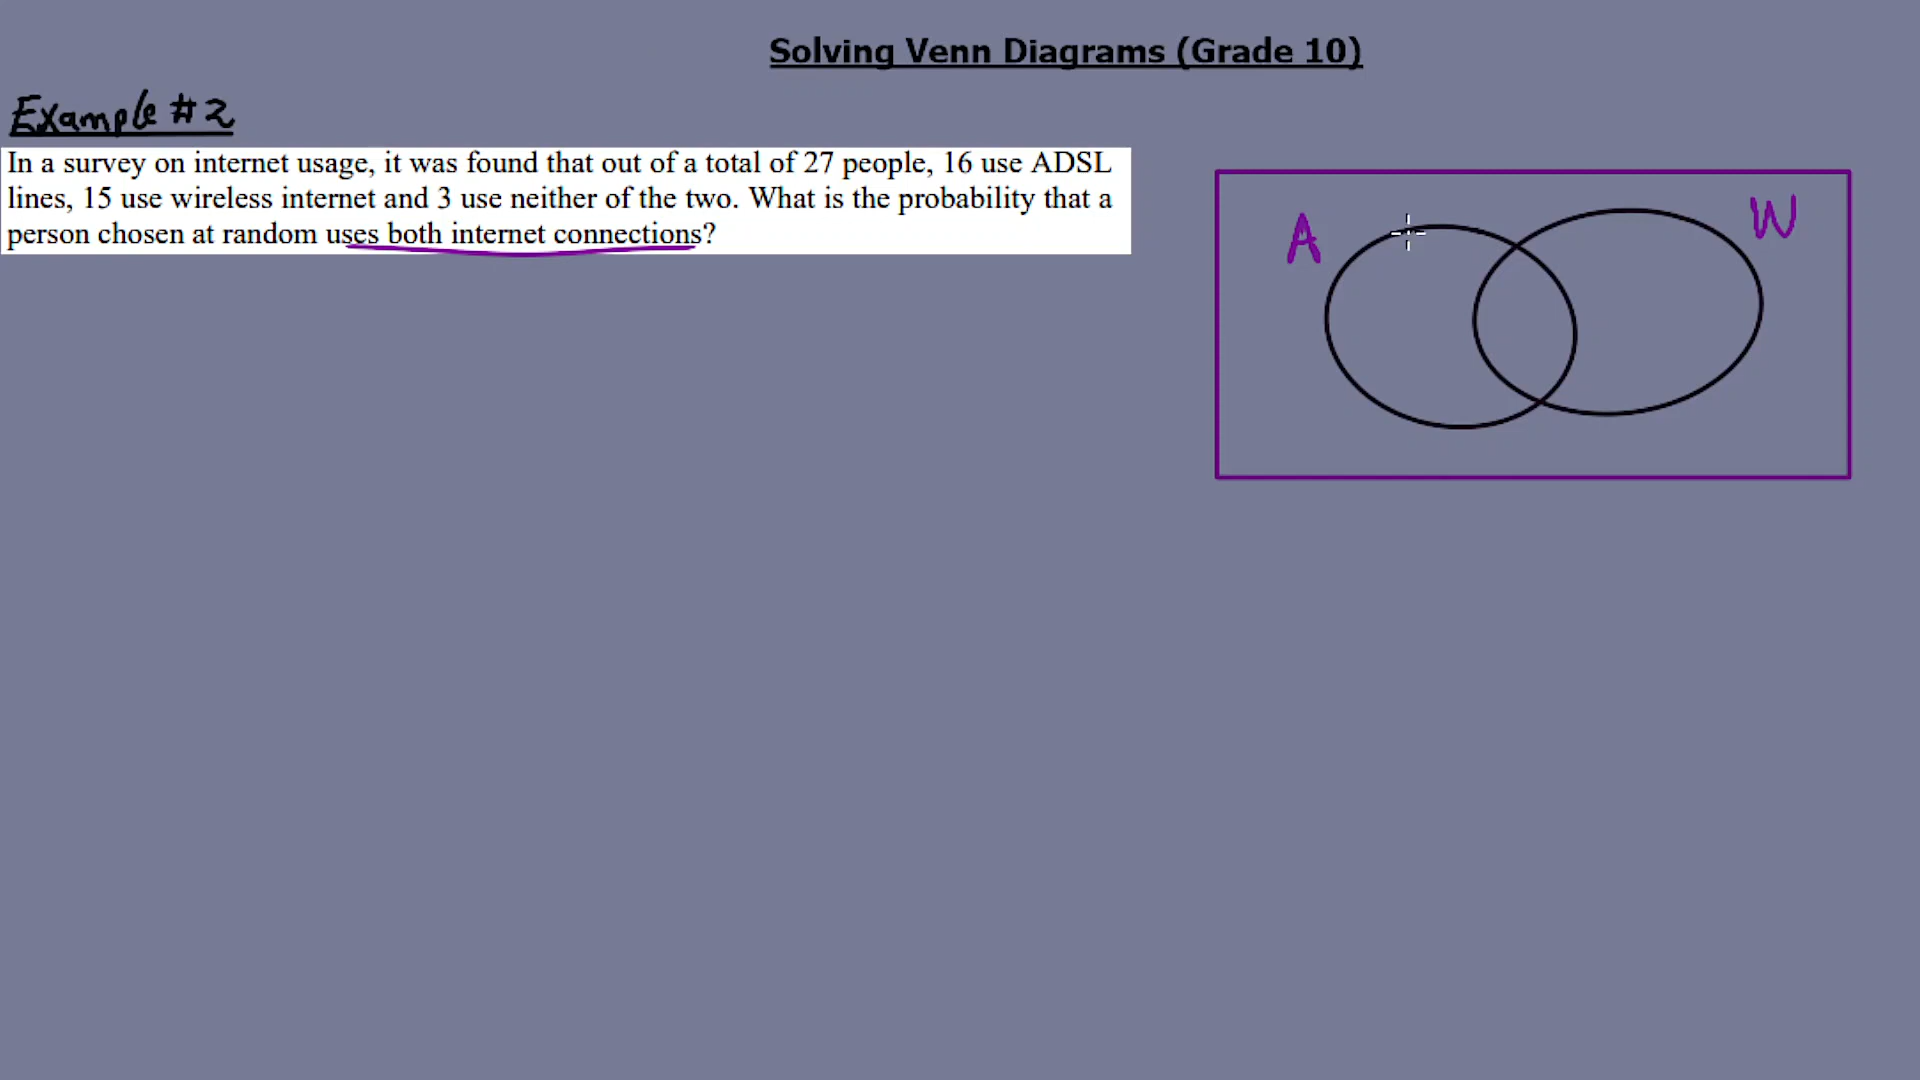 Solving Venn Diagrams (Grade 10)
Example #2
In a survey on internet usage, it was found that out of a total of 27 people, 16 use ADSL
lines, 15 use wireless internet and 3 use neither of the two. What is the probability that a
person chosen at random uses both internet connections?
A
W